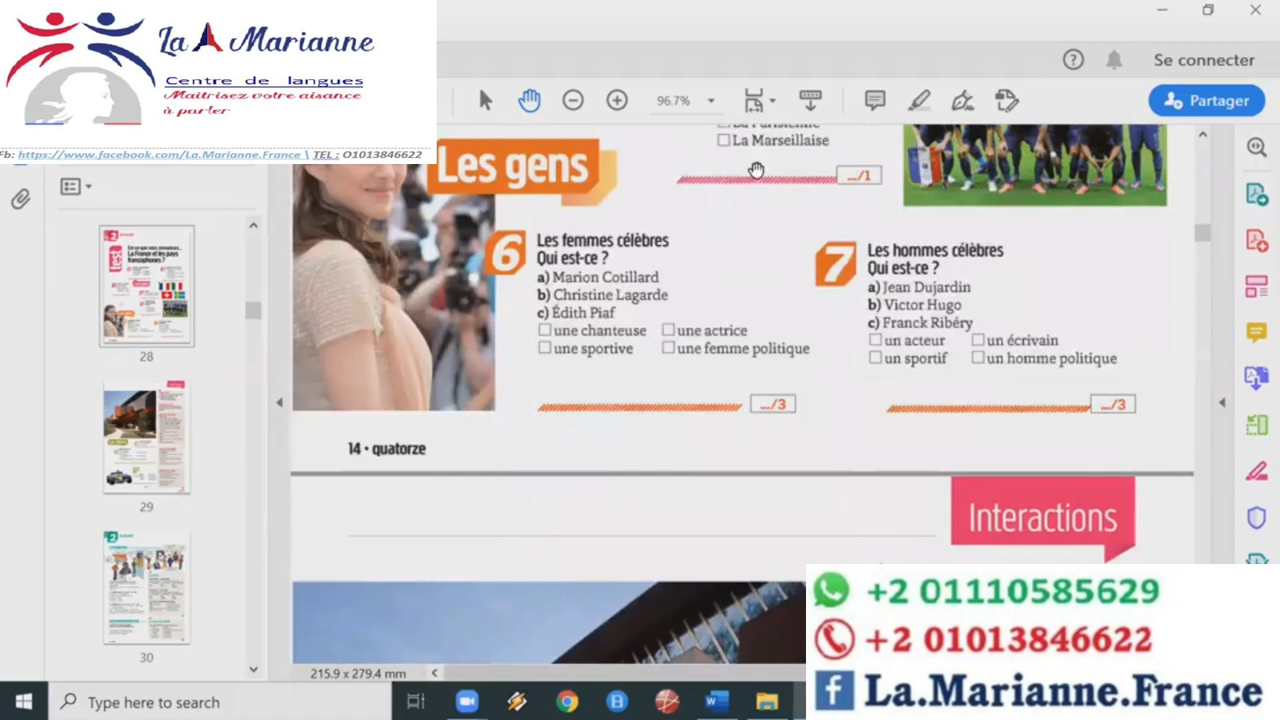 La Marianne
Centre de langues
Maitrisez votre aisance
à parler
Fb: https://www.facebook.com/La.Marianne.France \ TEL : 01013846622
Se connecter
96.7%
Partager
La Parisienne
La Marseillaise
.../1
Les gens
6
Les femmes célèbres
Qui est-ce ?
a) Marion Cotillard
b) Christine Lagarde
c) Édith Piaf
une chanteuse
une actrice
une sportive
une femme politique
.../3
7
Les hommes célèbres
Qui est-ce ?
a) Jean Dujardin
b) Victor Hugo
c) Franck Ribéry
un acteur
un écrivain
un sportif
un homme politique
.../3
14 • quatorze
Interactions
28
29
30
215.9 x 279.4 mm
Type here to search
+2 01110585629
+2 01013846622
La.Marianne.France